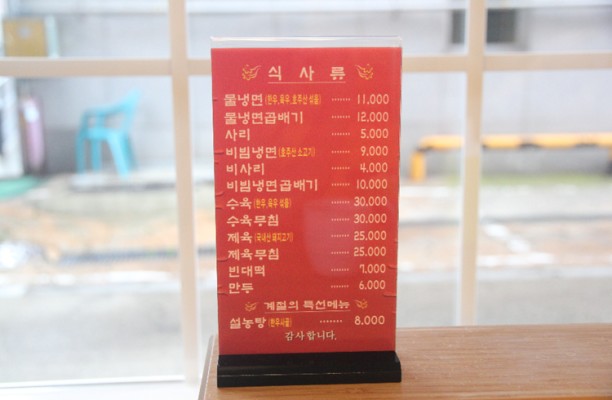 식 사 류
물냉면 (한우, 육우, 호주산 섞음) ······· 11,000
물냉면곱배기 ······· 12,000
사리 ······· 5,000
비빔냉면 (호주산 소고기) ······· 9,000
비사리 ······· 4,000
비빔냉면곱배기 ······· 10,000
수육 (한우, 육우 섞음) ······· 30,000
수육무침 ······· 30,000
제육 (국내산 돼지고기) ······· 25,000
제육무침 ······· 25,000
빈대떡 ······· 7,000
만두 ······· 6,000
계절의 특선메뉴
설농탕 (한우사골) ······· 8,000
감사합니다.